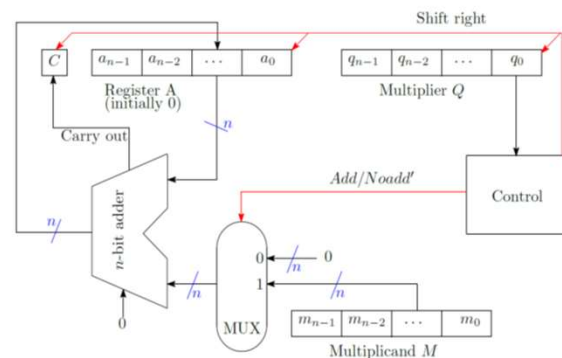 Shift right
C
a_{n-1} a_{n-2} ... a_0
q_{n-1} q_{n-2} ... q_0
Register A
(initially 0)
Multiplier Q
n
Carry out
Add/Noadd′
Control
n
n-bit adder
0
n
0
n
0
1
n
MUX
m_{n-1} m_{n-2} ... m_0
Multiplicand M